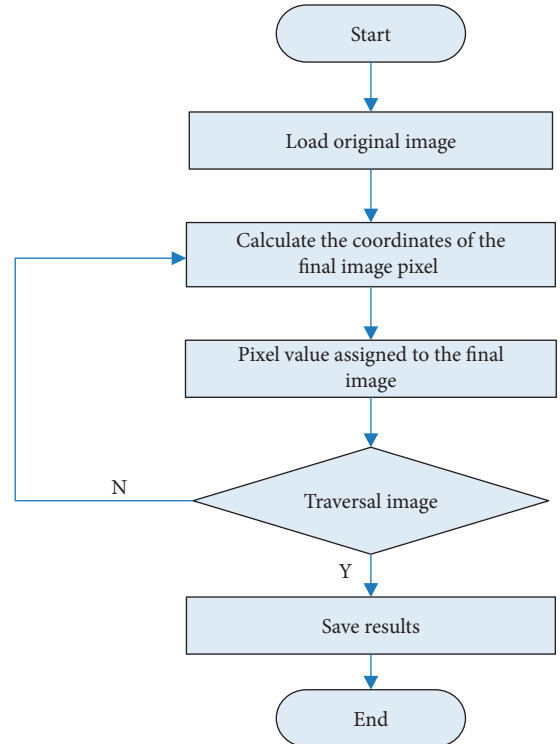 Start
Load original image
Calculate the coordinates of the
final image pixel
Pixel value assigned to the final
image
Traversal image
N
Y
Save results
End